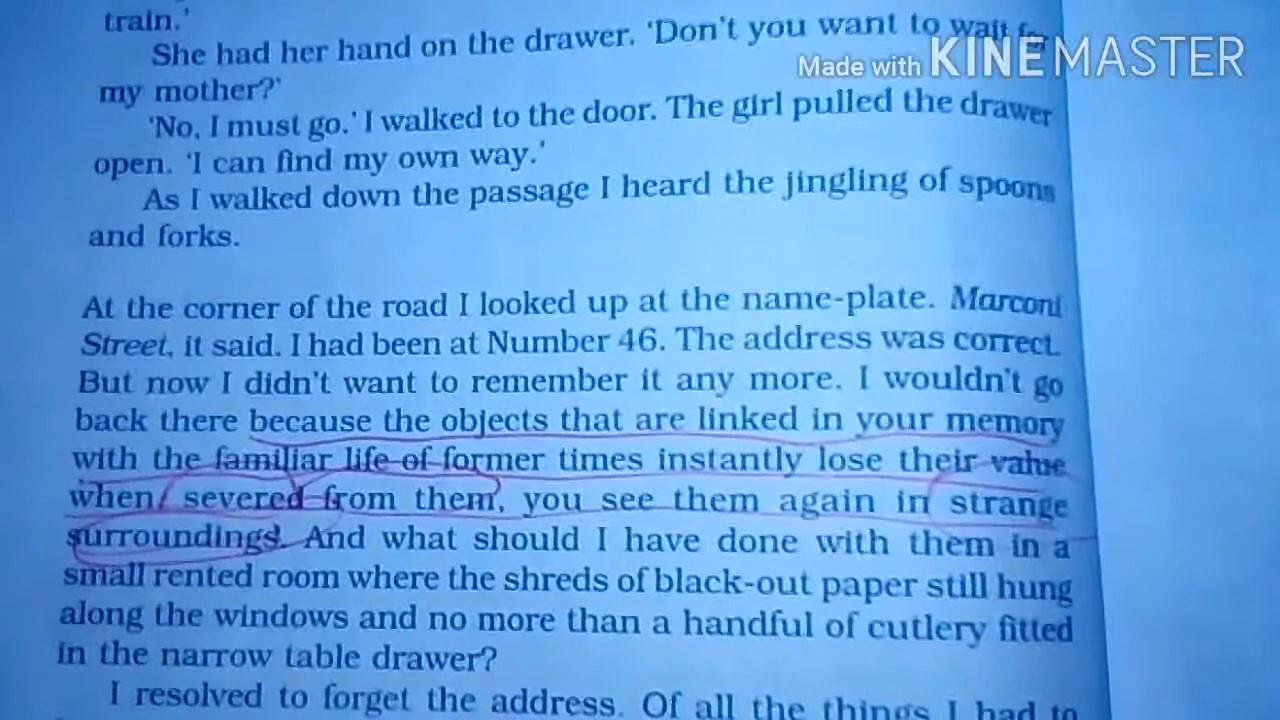 train.'
She had her hand on the drawer. 'Don't you want to wait
Made with KINEMASTER
my mother?'
'No, I must go.' I walked to the door. The girl pulled the drawer
open. 'I can find my own way.'
As I walked down the passage I heard the jingling of spoons
and forks.
At the corner of the road I looked up at the name-plate. Marconi
Street, it said. I had been at Number 46. The address was correct.
But now I didn't want to remember it any more. I wouldn't go
back there because the objects that are linked in your memory
with the familiar life of former times instantly lose their value
when, severed from them, you see them again in strange
surroundings. And what should I have done with them in a
small rented room where the shreds of black-out paper still hung
along the windows and no more than a handful of cutlery fitted
in the narrow table drawer?
I resolved to forget the address. Of all the things I had to